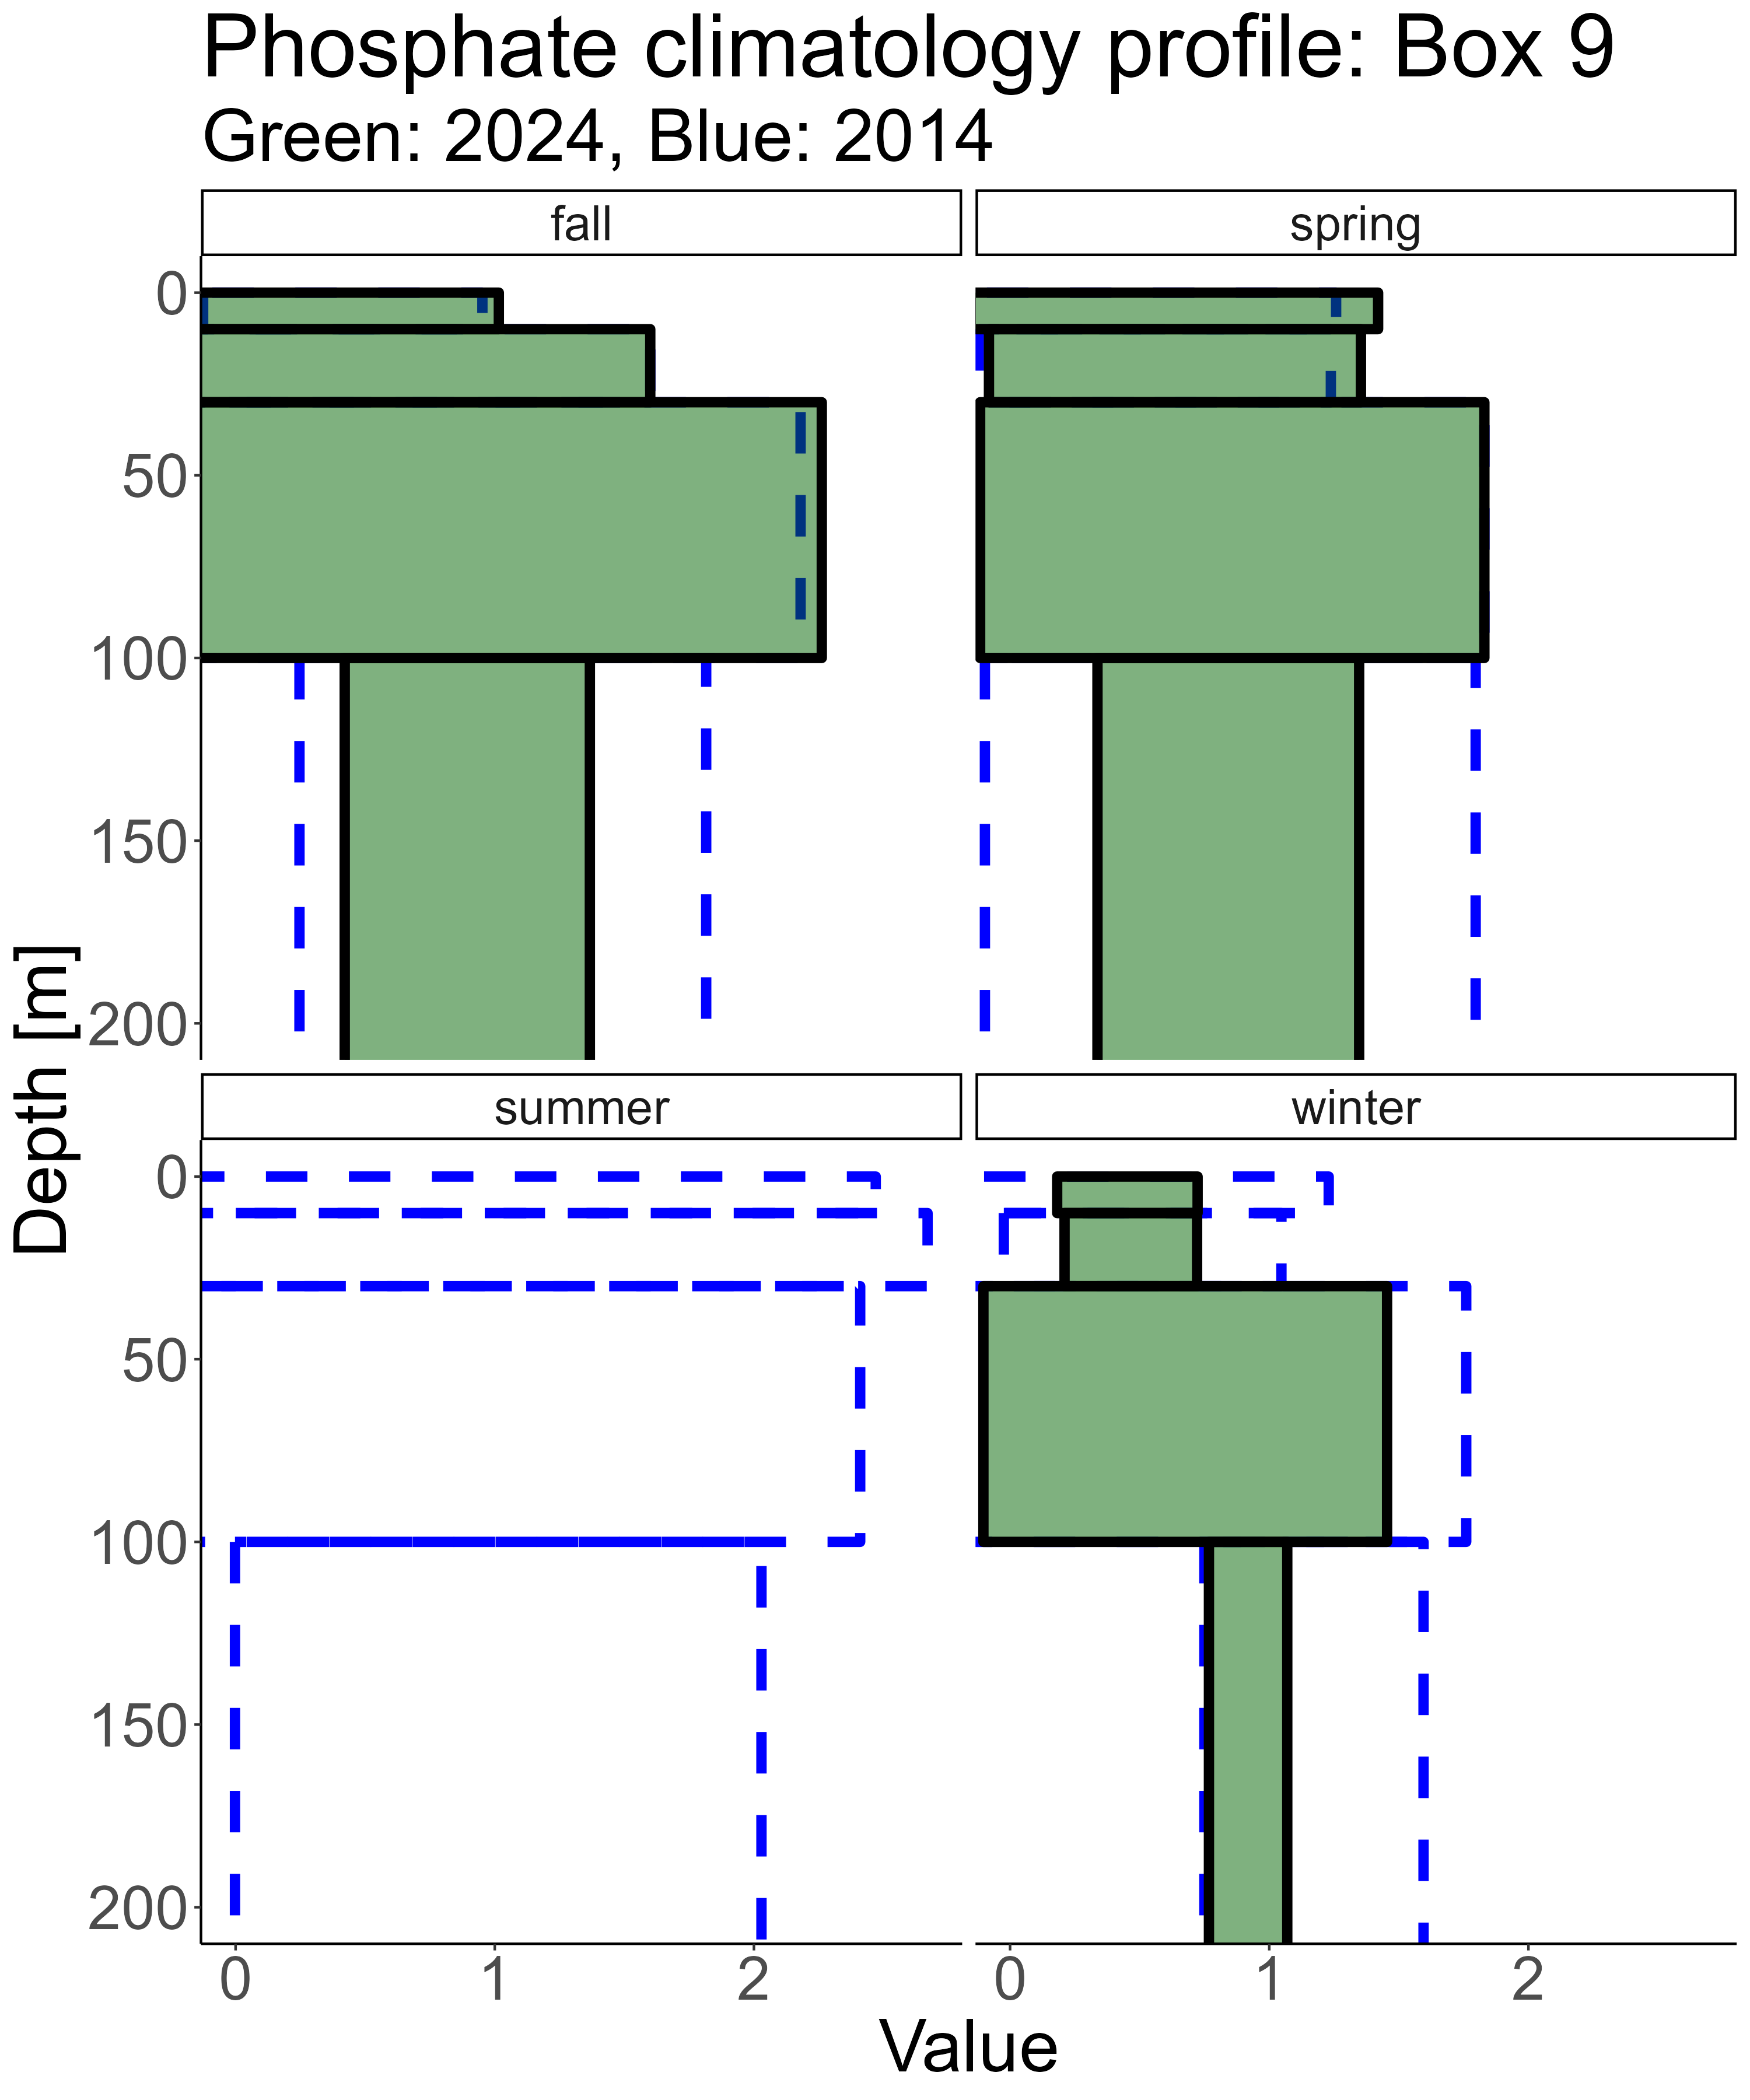 Phosphate climatology profile: Box 9
Green: 2024, Blue: 2014
fall
spring
0
50
100
150
200
summer
winter
0
50
100
150
200
Depth [m]
0 1 2 0 1 2
Value